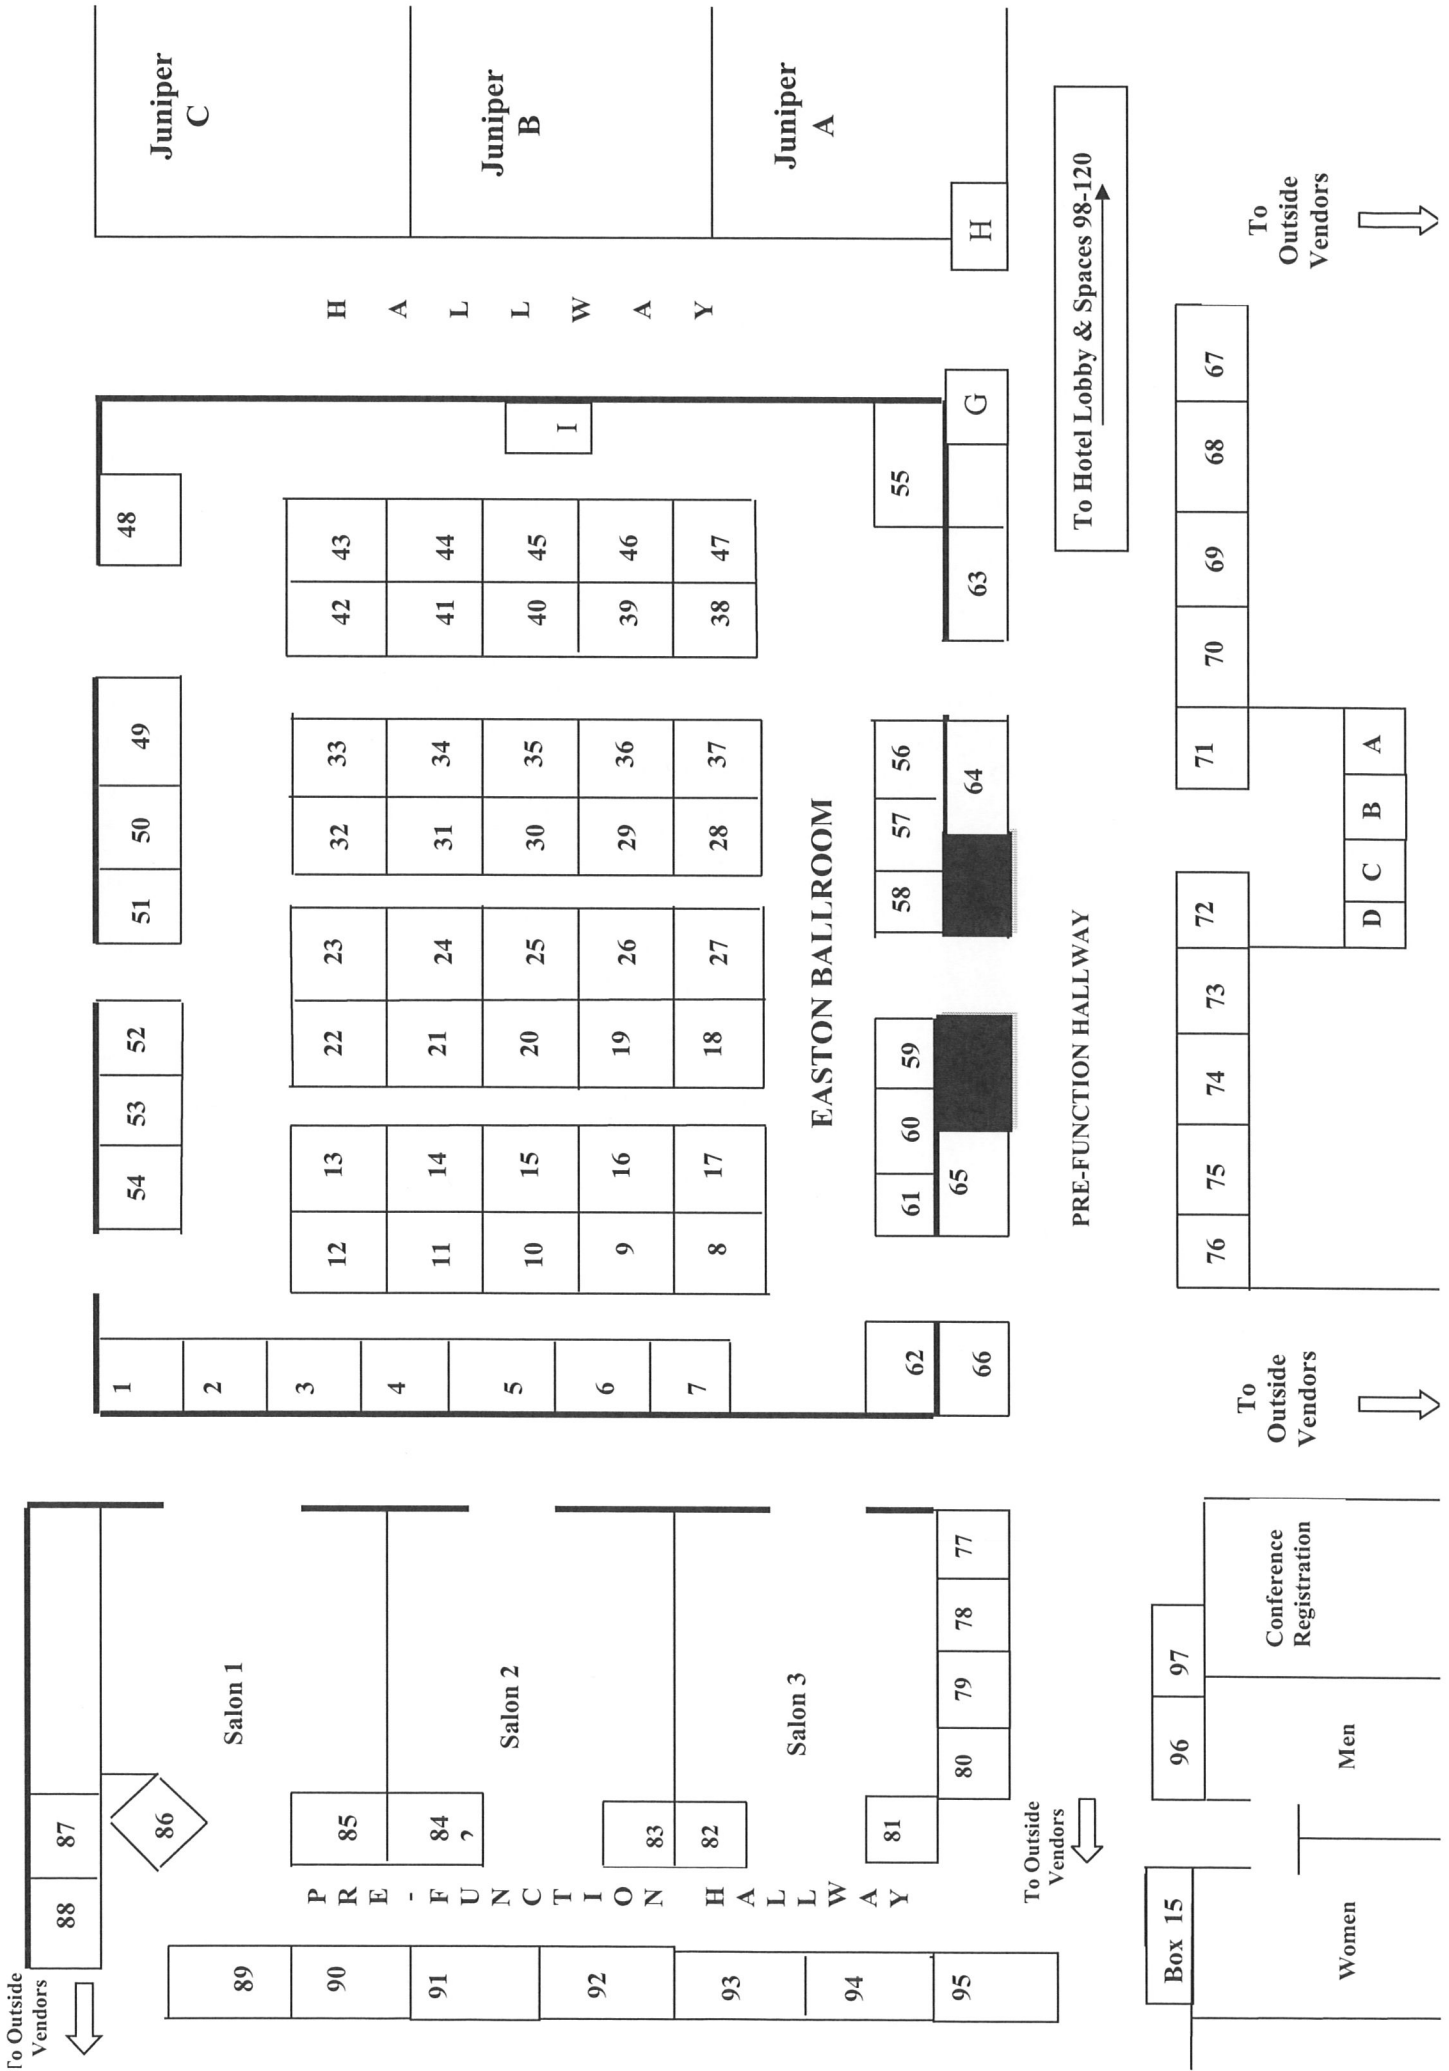 To Outside
Vendors
88 87
86
1
54 53 52 51 50 49 48
Juniper
C
2
Salon 1
89
3
90 85 12 13 22 23 32 33 42 43
H
4
91 84 ,
11 14 21 24 31 34 41 44
A
L
L
W
A
Y
5
10 15 20 25 30 35 40 45
I
Juniper
B
Salon 2
92
6
83
9 16 19 26 29 36 39 46
7
93 82
8 17 18 27 28 37 38 47
Juniper
A
Salon 3
EASTON BALLROOM
94 81
P
R
E
-
F
U
N
C
T
I
O
N
H
A
L
L
W
A
Y
62 61 60 59 58 57 56 55
95 80 79 78 77 66 65 64 63 G H
To Outside
Vendors
PRE-FUNCTION HALLWAY
To Hotel Lobby & Spaces 98-120
Box 15 96 97
76 75 74 73 72 71 70 69 68 67
To
Outside
Vendors
To
Outside
Vendors
Conference
Registration
Women Men
D C B A